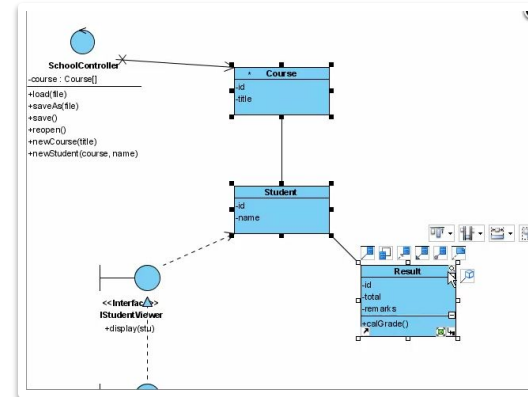 SchoolController
-course : Course[]
+load(file)
+saveAs(file)
+save()
+reopen()
+newCourse(title)
+newStudent(course, name)
* Course
-id
-title
Student
-id
-name
Result
-id
-total
-remarks
+calGrade()
IStudentViewer
+display(stu)